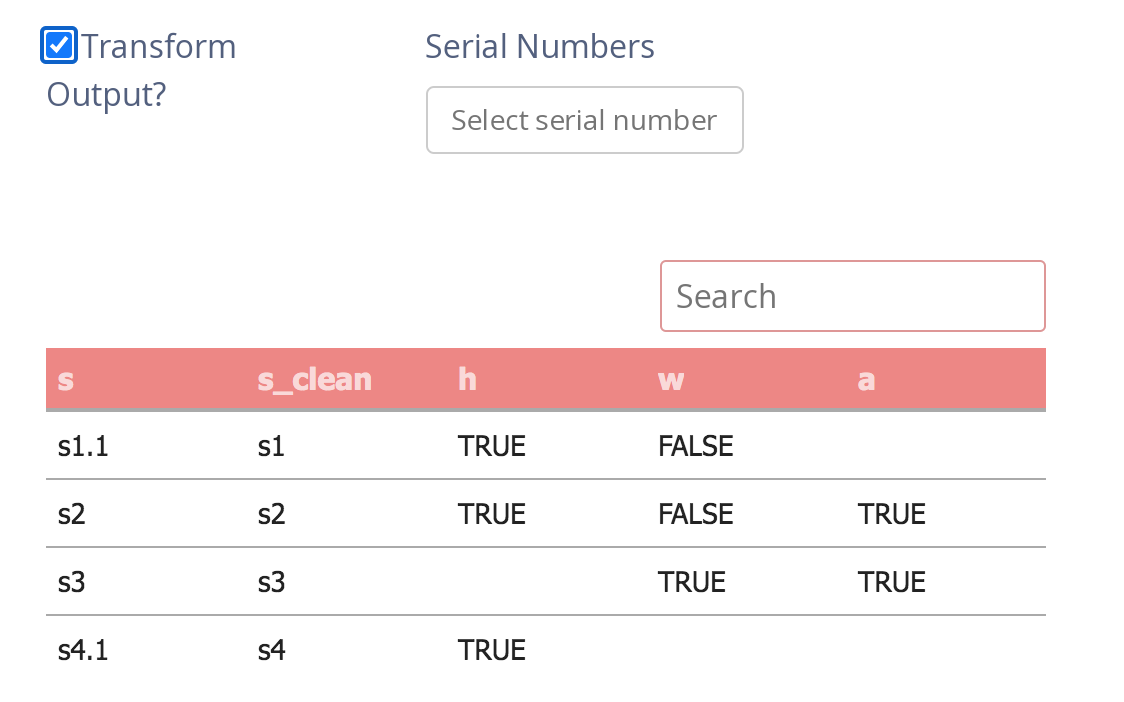 Transform
Output?
Serial Numbers
Select serial number
Search
s s_clean h w a
s1.1 s1 TRUE FALSE
s2 s2 TRUE FALSE TRUE
s3 s3 TRUE TRUE
s4.1 s4 TRUE